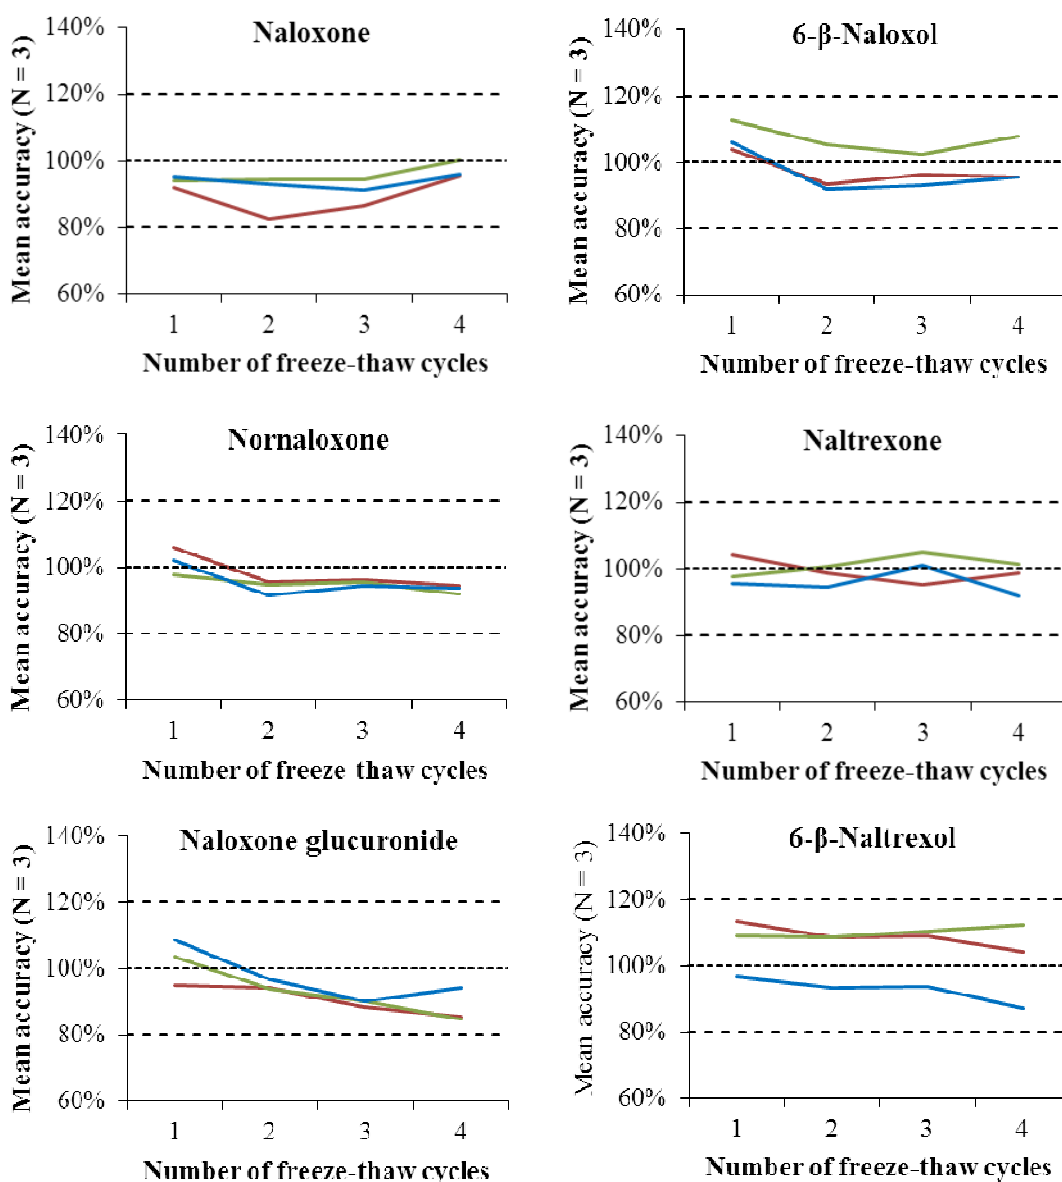 Naloxone
Mean accuracy (N = 3)
140%
120%
100%
80%
60%
1 2 3 4
Number of freeze-thaw cycles
6-β-Naloxol
Mean accuracy (N = 3)
140%
120%
100%
80%
60%
1 2 3 4
Number of freeze-thaw cycles
Nornaloxone
Mean accuracy (N = 3)
140%
120%
100%
80%
60%
1 2 3 4
Number of freeze thaw cycles
Naltrexone
Mean accuracy (N = 3)
140%
120%
100%
80%
60%
1 2 3 4
Number of freeze-thaw cycles
Naloxone glucuronide
Mean accuracy (N = 3)
140%
120%
100%
80%
60%
1 2 3 4
Number of freeze-thaw cycles
6-β-Naltrexol
Mean accuracy (N = 3)
140%
120%
100%
80%
60%
1 2 3 4
Number of freeze-thaw cycles